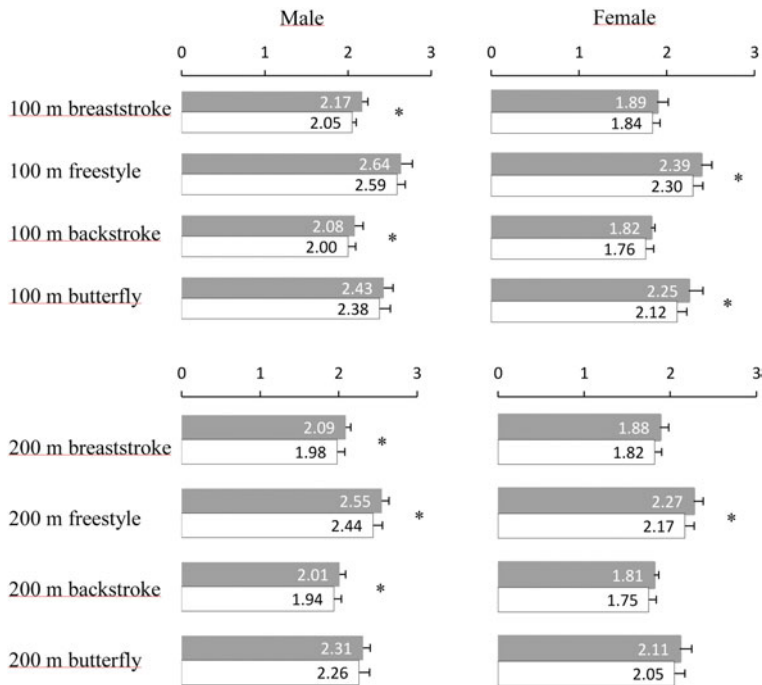 Male Female
0 1 2 3 0 1 2 3
100 m breaststroke 2.17 * 1.89
2.05 1.84
100 m freestyle 2.64 2.39 *
2.59 2.30
100 m backstroke 2.08 * 1.82
2.00 1.76
100 m butterfly 2.43 2.25 *
2.38 2.12
0 1 2 3 0 1 2 3
200 m breaststroke 2.09 * 1.88
1.98 1.82
200 m freestyle 2.55 * 2.27 *
2.44 2.17
200 m backstroke 2.01 * 1.81
1.94 1.75
200 m butterfly 2.31 2.11
2.26 2.05